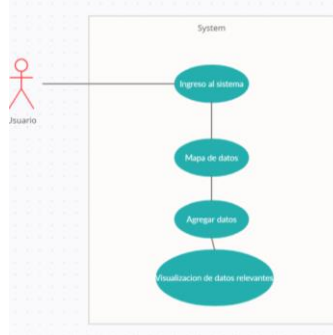 System
Ingreso al sistema
Usuario
Mapa de datos
Agregar datos
Visualizacion de datos relevantes